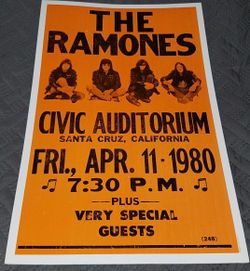 THE
RAMONES
CIVIC AUDITORIUM
SANTA CRUZ, CALIFORNIA
FRI., APR. 11 - 1980
♫ 7:30 P.M. ♫
— PLUS —
VERY SPECIAL
GUESTS
(248)